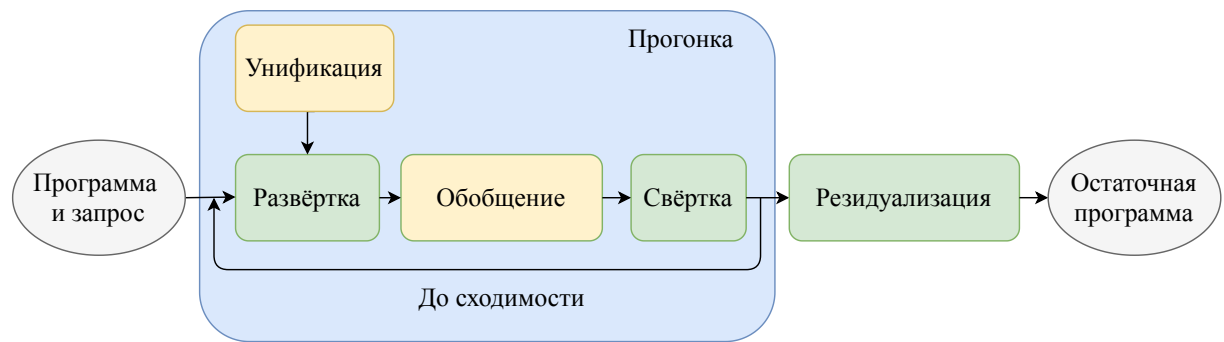 Прогонка
Унификация
Программа
и запрос
Развёртка
Обобщение
Свёртка
Резидуализация
Остаточная
программа
До сходимости